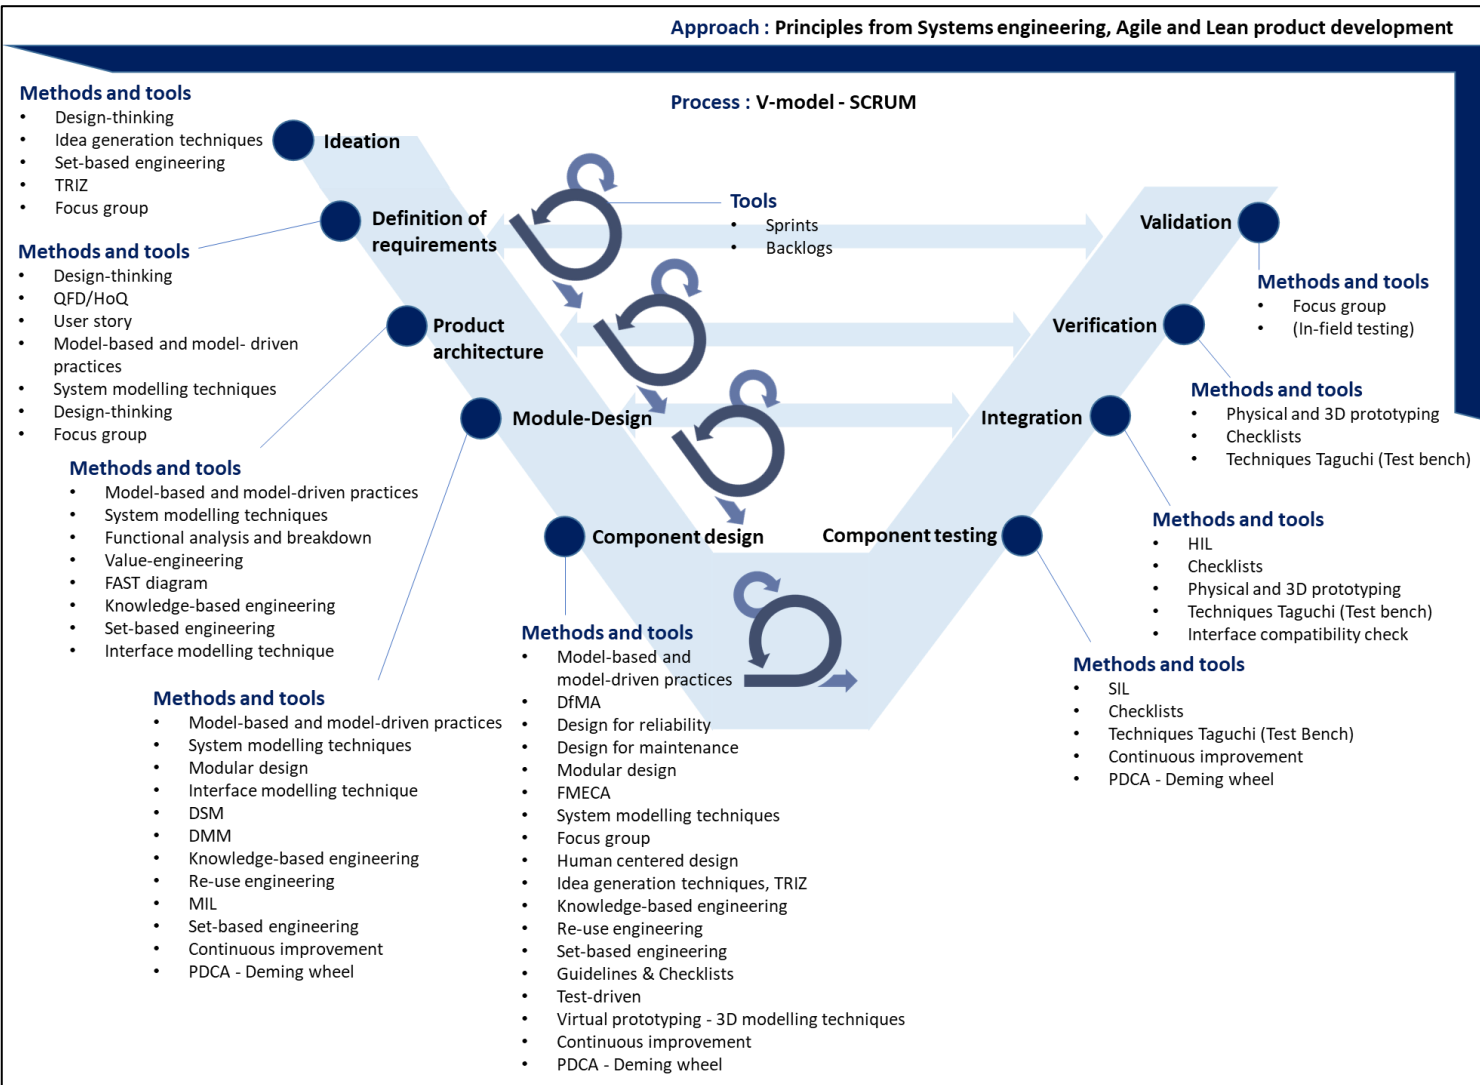 Approach : Principles from Systems engineering, Agile and Lean product development
Process : V-model - SCRUM
Methods and tools
• Design-thinking
• Idea generation techniques
• Set-based engineering
• TRIZ
• Focus group
Ideation
Definition of
requirements
Methods and tools
• Design-thinking
• QFD/HoQ
• User story
• Model-based and model- driven
practices
• System modelling techniques
• Design-thinking
• Focus group
Product
architecture
Methods and tools
• Model-based and model-driven practices
• System modelling techniques
• Functional analysis and breakdown
• Value-engineering
• FAST diagram
• Knowledge-based engineering
• Set-based engineering
• Interface modelling technique
Module-Design
Methods and tools
• Model-based and model-driven practices
• System modelling techniques
• Modular design
• Interface modelling technique
• DSM
• DMM
• Knowledge-based engineering
• Re-use engineering
• MIL
• Set-based engineering
• Continuous improvement
• PDCA - Deming wheel
Component design
Methods and tools
• Model-based and
model-driven practices
• DfMA
• Design for reliability
• Design for maintenance
• Modular design
• FMECA
• System modelling techniques
• Focus group
• Human centered design
• Idea generation techniques, TRIZ
• Knowledge-based engineering
• Re-use engineering
• Set-based engineering
• Guidelines & Checklists
• Test-driven
• Virtual prototyping - 3D modelling techniques
• Continuous improvement
• PDCA - Deming wheel
Tools
• Sprints
• Backlogs
Validation
Methods and tools
• Focus group
• (In-field testing)
Verification
Methods and tools
• Physical and 3D prototyping
• Checklists
• Techniques Taguchi (Test bench)
Integration
Methods and tools
• HIL
• Checklists
• Physical and 3D prototyping
• Techniques Taguchi (Test bench)
• Interface compatibility check
Component testing
Methods and tools
• SIL
• Checklists
• Techniques Taguchi (Test Bench)
• Continuous improvement
• PDCA - Deming wheel